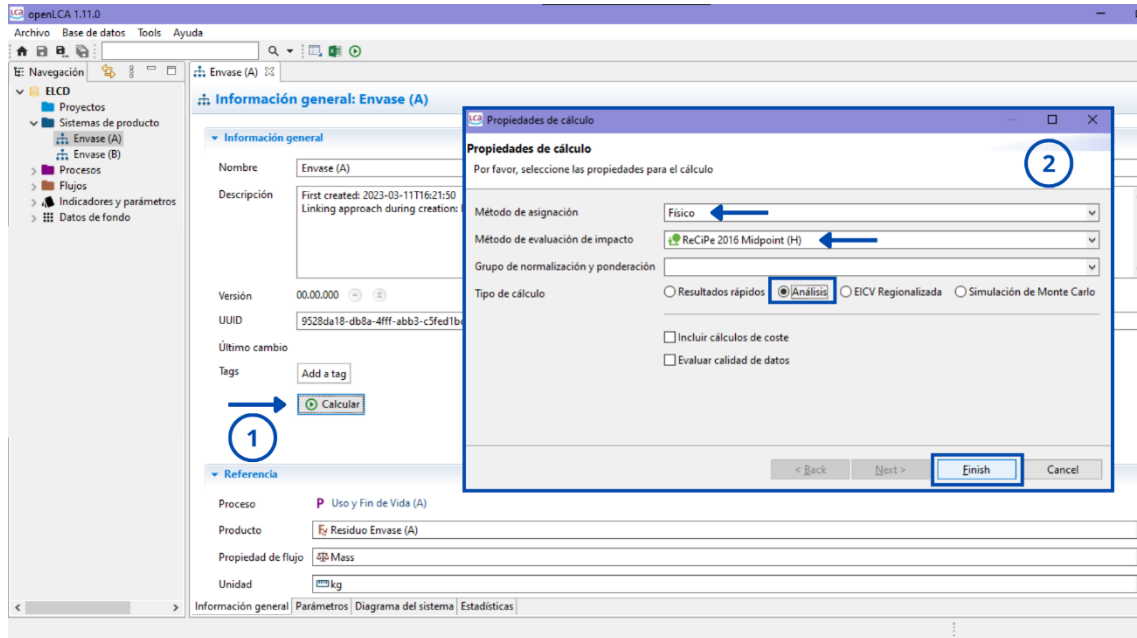 openLCA 1.11.0
Archivo Base de datos Tools Ayuda
Navegación
ELCD
Proyectos
Sistemas de producto
Envase (A)
Envase (B)
Procesos
Flujos
Indicadores y parámetros
Datos de fondo
Envase (A)
Información general: Envase (A)
Información general
Nombre Envase (A)
Descripción First created: 2023-03-11T16:21:50
Linking approach during creation:
Versión 00.00.000
UUID 9528da18-db8a-4fff-abb3-c5fed1b
Último cambio
Tags Add a tag
Calcular
1
Referencia
Proceso P Uso y Fin de Vida (A)
Producto Residuo Envase (A)
Propiedad de flujo Mass
Unidad kg
Información general Parámetros Diagrama del sistema Estadísticas
Propiedades de cálculo
Propiedades de cálculo
Por favor, seleccione las propiedades para el cálculo
2
Método de asignación Físico
Método de evaluación de impacto ReCiPe 2016 Midpoint (H)
Grupo de normalización y ponderación
Tipo de cálculo Resultados rápidos Análisis EICV Regionalizada Simulación de Monte Carlo
Incluir cálculos de coste
Evaluar calidad de datos
< Back Next > Finish Cancel